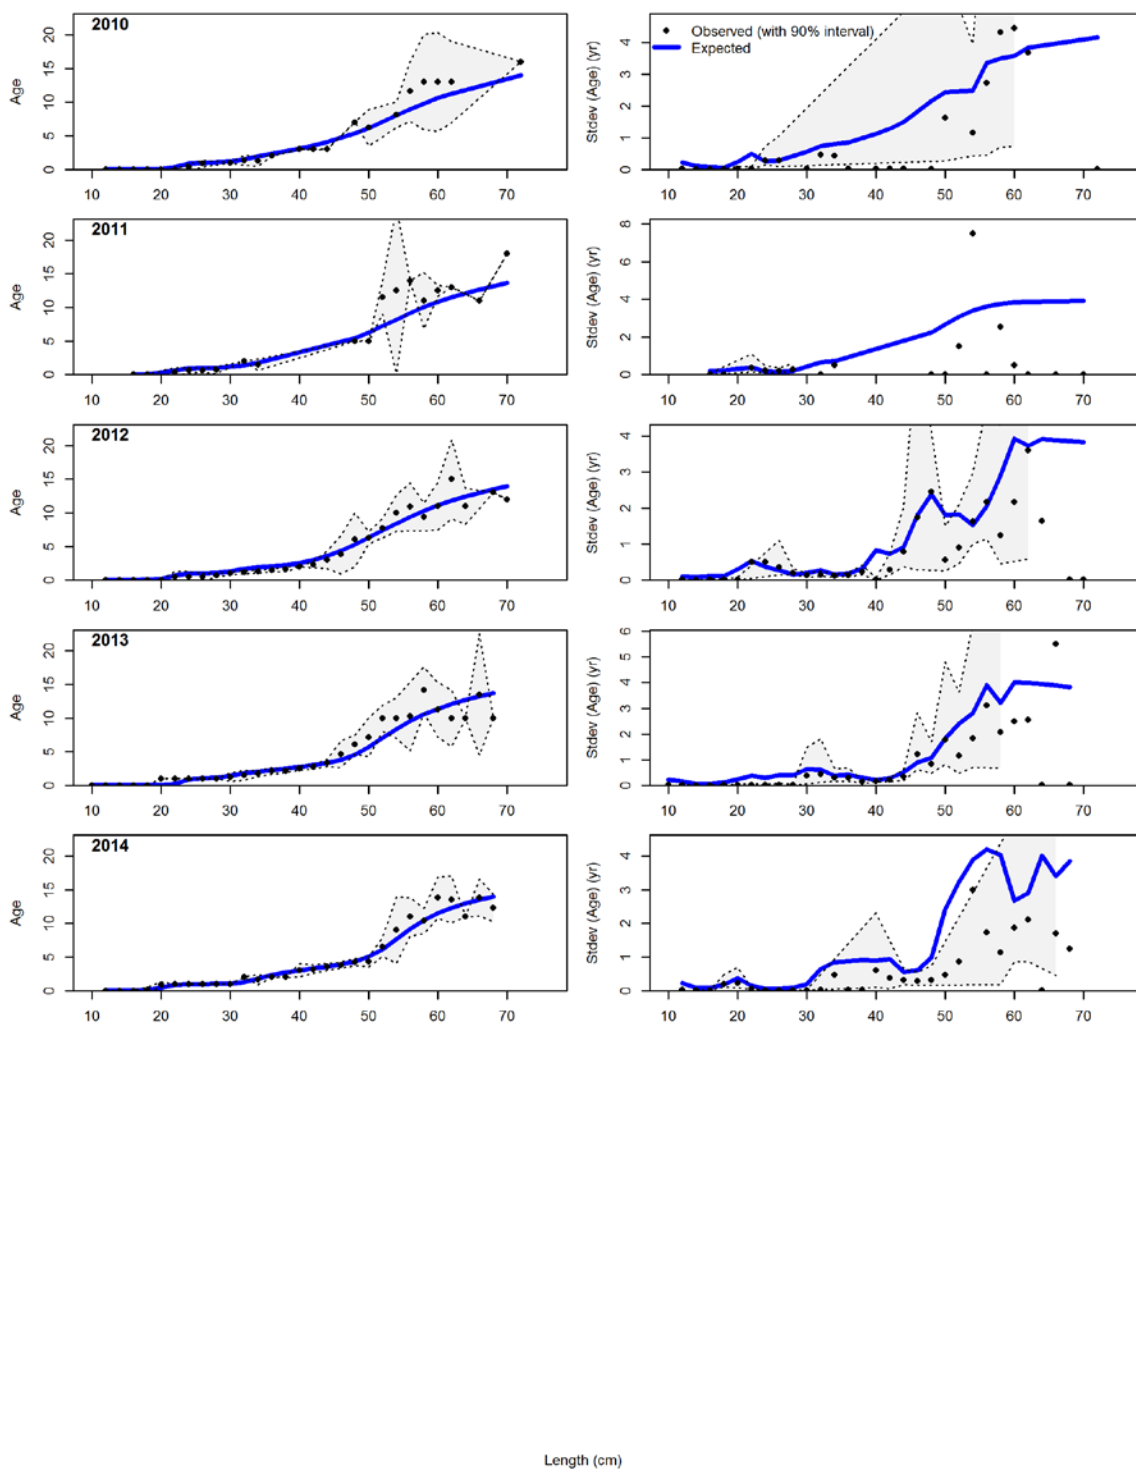 2010
Observed (with 90% interval)
Expected
Age
0 5 10 15 20
10 20 30 40 50 60 70
Stdev (Age) (yr)
0 1 2 3 4
10 20 30 40 50 60 70
2011
Age
0 5 10 15 20
10 20 30 40 50 60 70
Stdev (Age) (yr)
0 2 4 6 8
10 20 30 40 50 60 70
2012
Age
0 5 10 15 20
10 20 30 40 50 60 70
Stdev (Age) (yr)
0 1 2 3 4
10 20 30 40 50 60 70
2013
Age
0 5 10 15 20
10 20 30 40 50 60 70
Stdev (Age) (yr)
0 1 2 3 4 5 6
10 20 30 40 50 60 70
2014
Age
0 5 10 15 20
10 20 30 40 50 60 70
Stdev (Age) (yr)
0 1 2 3 4
10 20 30 40 50 60 70
Length (cm)